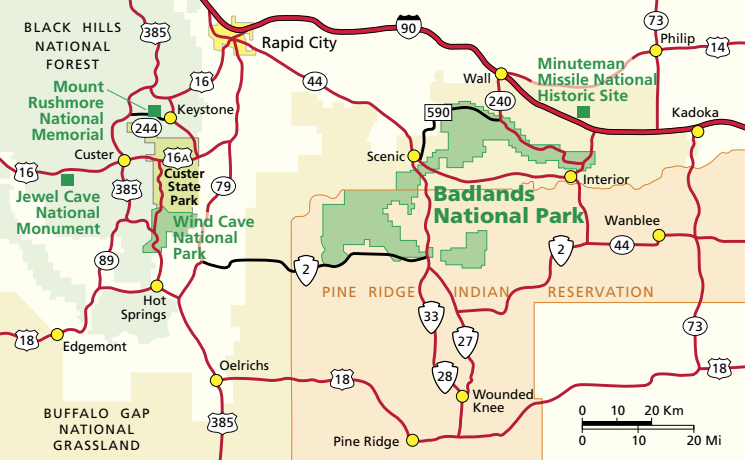 BLACK HILLS
NATIONAL
FOREST
385
90
73
Philip
14
Rapid City
16
44
Wall
240
Minuteman
Missile National
Historic Site
Mount
Rushmore
National
Memorial
Keystone
244
590
Kadoka
Custer
16A
Scenic
16
Custer
State
Park
385
79
Interior
Jewel Cave
National
Monument
Badlands
National Park
Wanblee
Wind Cave
National
Park
2
44
89
2
PINE RIDGE INDIAN RESERVATION
Hot
Springs
33
27
73
18
Edgemont
Oelrichs
18
28
18
Wounded
Knee
BUFFALO GAP
NATIONAL
GRASSLAND
385
Pine Ridge
0 10 20 Km
0 10 20 Mi